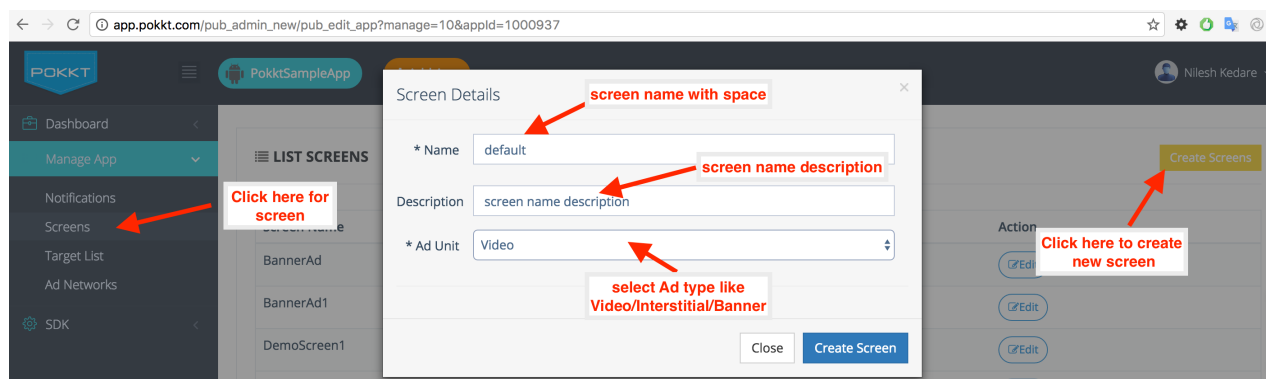 app.pokkt.com/pub_admin_new/pub_edit_app?manage=10&appId=1000937
POKKT
PokktSampleApp
Nilesh Kedare
Screen Details
×
screen name with space
Dashboard
Manage App
Notifications
Screens
Target List
Ad Networks
SDK
LIST SCREENS
Create Screens
* Name
default
screen name description
Description
screen name description
* Ad Unit
Video
Click here for
screen
select Ad type like
Video/Interstitial/Banner
Click here to create
new screen
Screen Name
Action
BannerAd
Edit
BannerAd1
Edit
DemoScreen1
Edit
Close
Create Screen